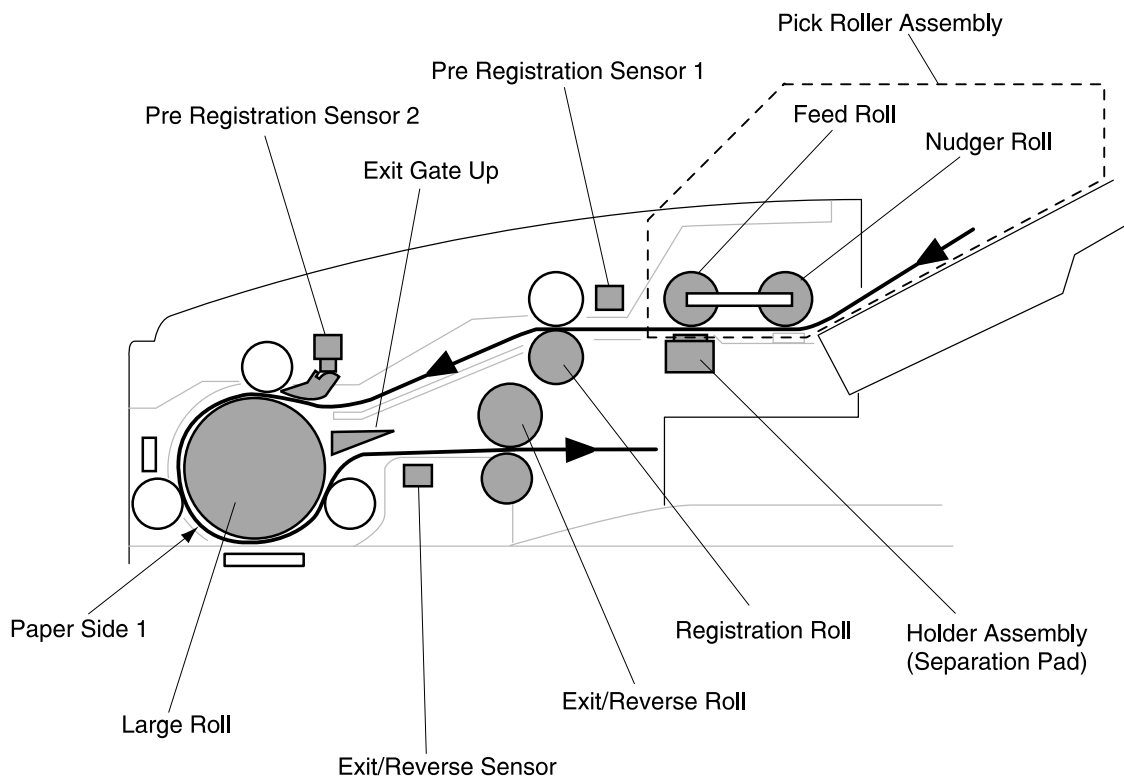 Pick Roller Assembly
Pre Registration Sensor 1
Feed Roll
Pre Registration Sensor 2
Nudger Roll
Exit Gate Up
Paper Side 1
Registration Roll
Holder Assembly
(Separation Pad)
Exit/Reverse Roll
Large Roll
Exit/Reverse Sensor